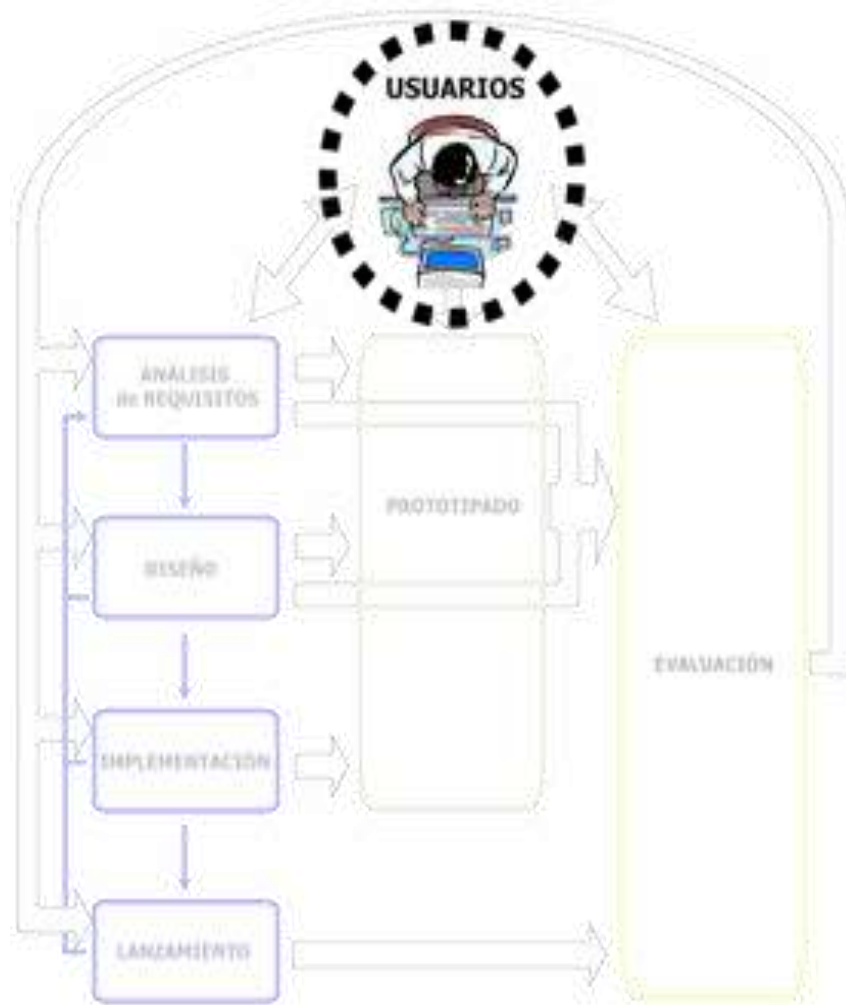 USUARIOS
ANÁLISIS
de REQUISITOS
PROTOTIPADO
DISEÑO
EVALUACIÓN
IMPLEMENTACIÓN
LANZAMIENTO